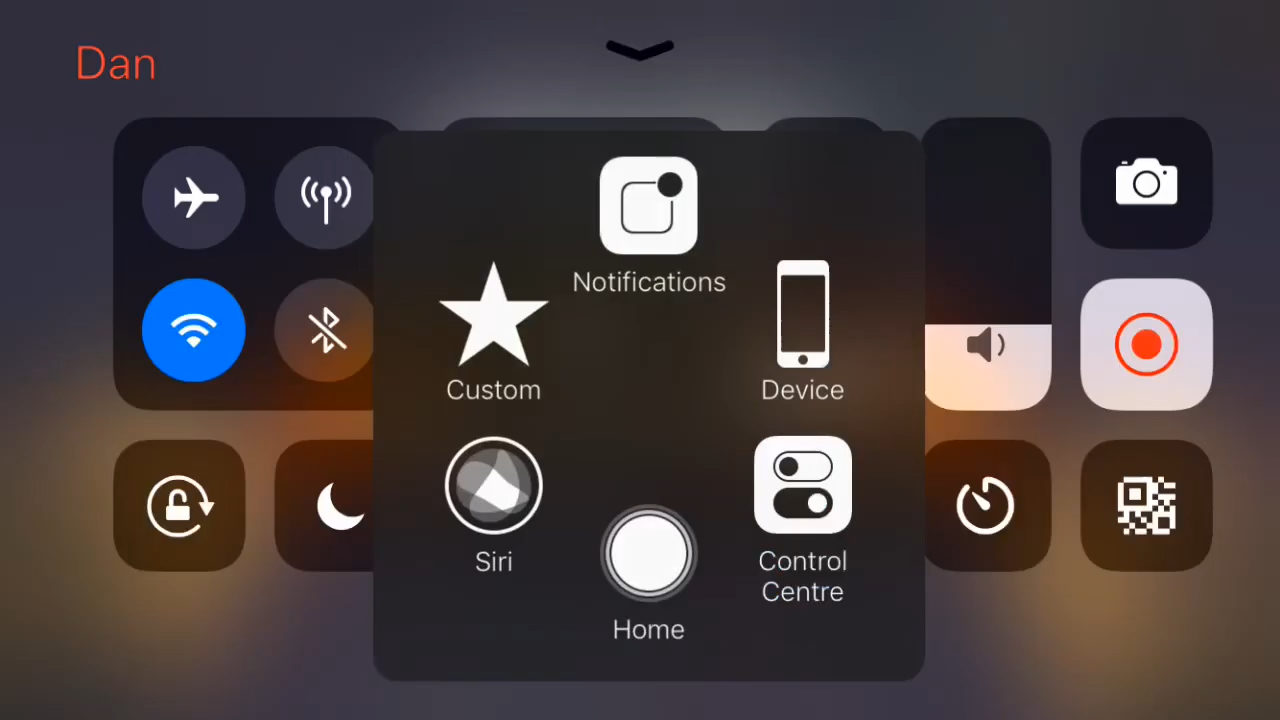 Dan
Notifications
Custom
Device
Siri
Control
Centre
Home